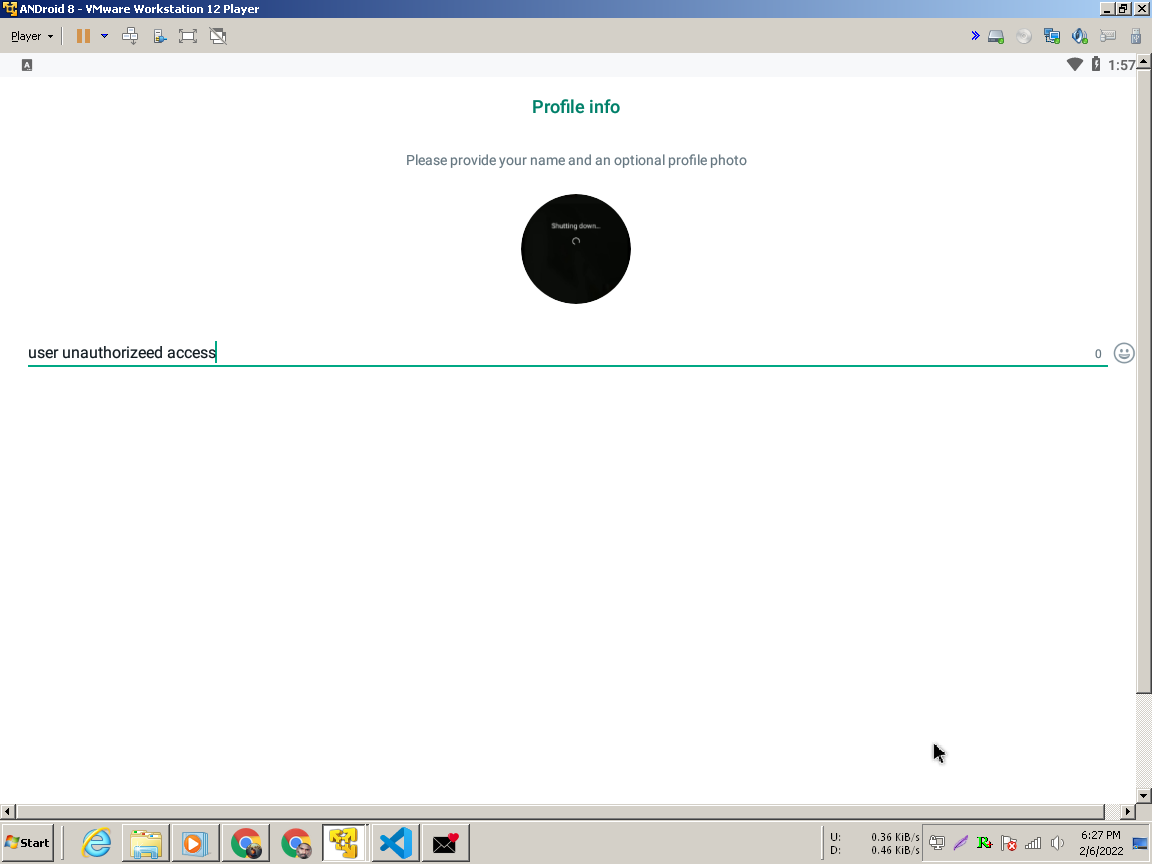 ANDroid 8 - VMware Workstation 12 Player
Player
A
1:57
Profile info
Please provide your name and an optional profile photo
Shutting down...
user unauthorizeed access
0
Start
U: 0.36 KiB/s
D: 0.46 KiB/s
6:27 PM
2/6/2022